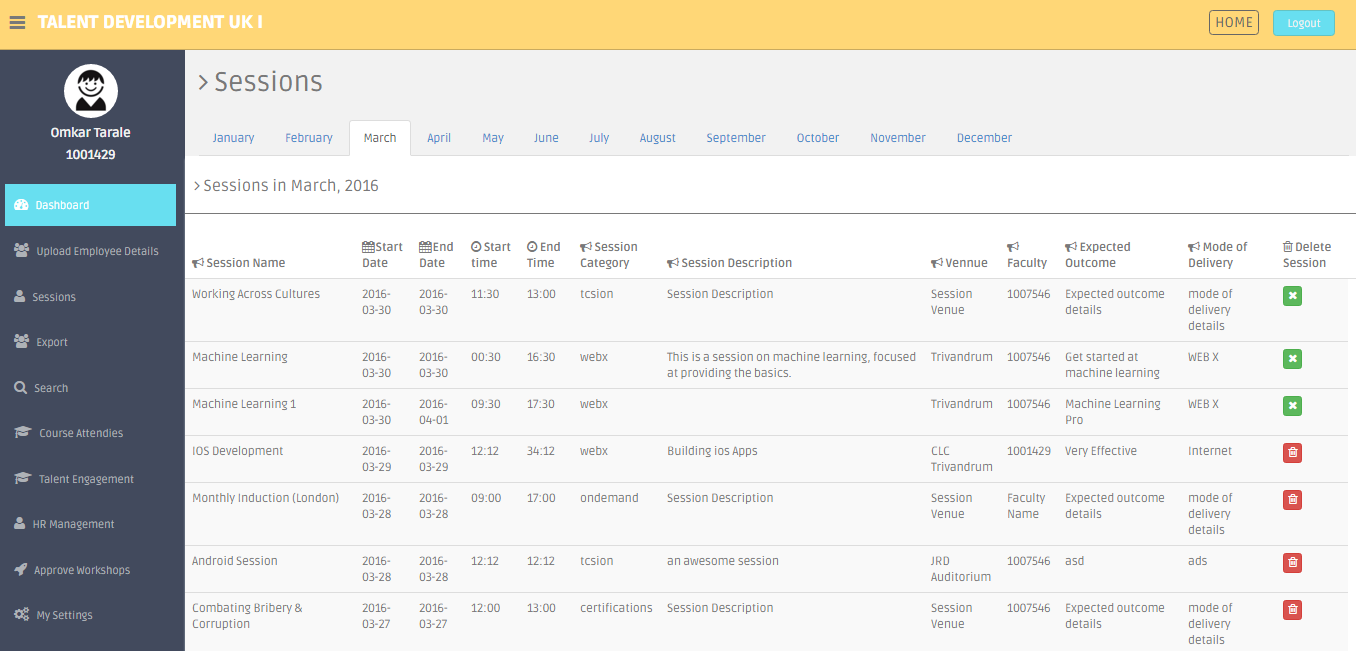 TALENT DEVELOPMENT UK I
HOME
Logout
Omkar Tarale
1001429
Dashboard
Upload Employee Details
Sessions
Export
Search
Course Attendies
Talent Engagement
HR Management
Approve Workshops
My Settings
Sessions
January February March April May June July August September October November December
Sessions in March, 2016
Session Name Start Date End Date Start time End Time Session Category Session Description Vennue Faculty Expected Outcome Mode of Delivery Delete Session
Working Across Cultures 2016-03-30 2016-03-30 11:30 13:00 tcsion Session Description Session Venue 1007546 Expected outcome details mode of delivery details
Machine Learning 2016-03-30 2016-03-30 00:30 16:30 webx This is a session on machine learning, focused at providing the basics. Trivandrum 1007546 Get started at machine learning WEB X
Machine Learning 1 2016-03-30 2016-04-01 09:30 17:30 webx Trivandrum 1007546 Machine Learning Pro WEB X
IOS Development 2016-03-29 2016-03-29 12:12 34:12 webx Building ios Apps CLC Trivandrum 1001429 Very Effective Internet
Monthly Induction (London) 2016-03-28 2016-03-28 09:00 17:00 ondemand Session Description Session Venue Faculty Name Expected outcome details mode of delivery details
Android Session 2016-03-28 2016-03-28 12:12 12:12 tcsion an awesome session JRD Auditorium 1007546 asd ads
Combating Bribery & Corruption 2016-03-27 2016-03-27 12:00 13:00 certifications Session Description Session Venue 1007546 Expected outcome details mode of delivery details